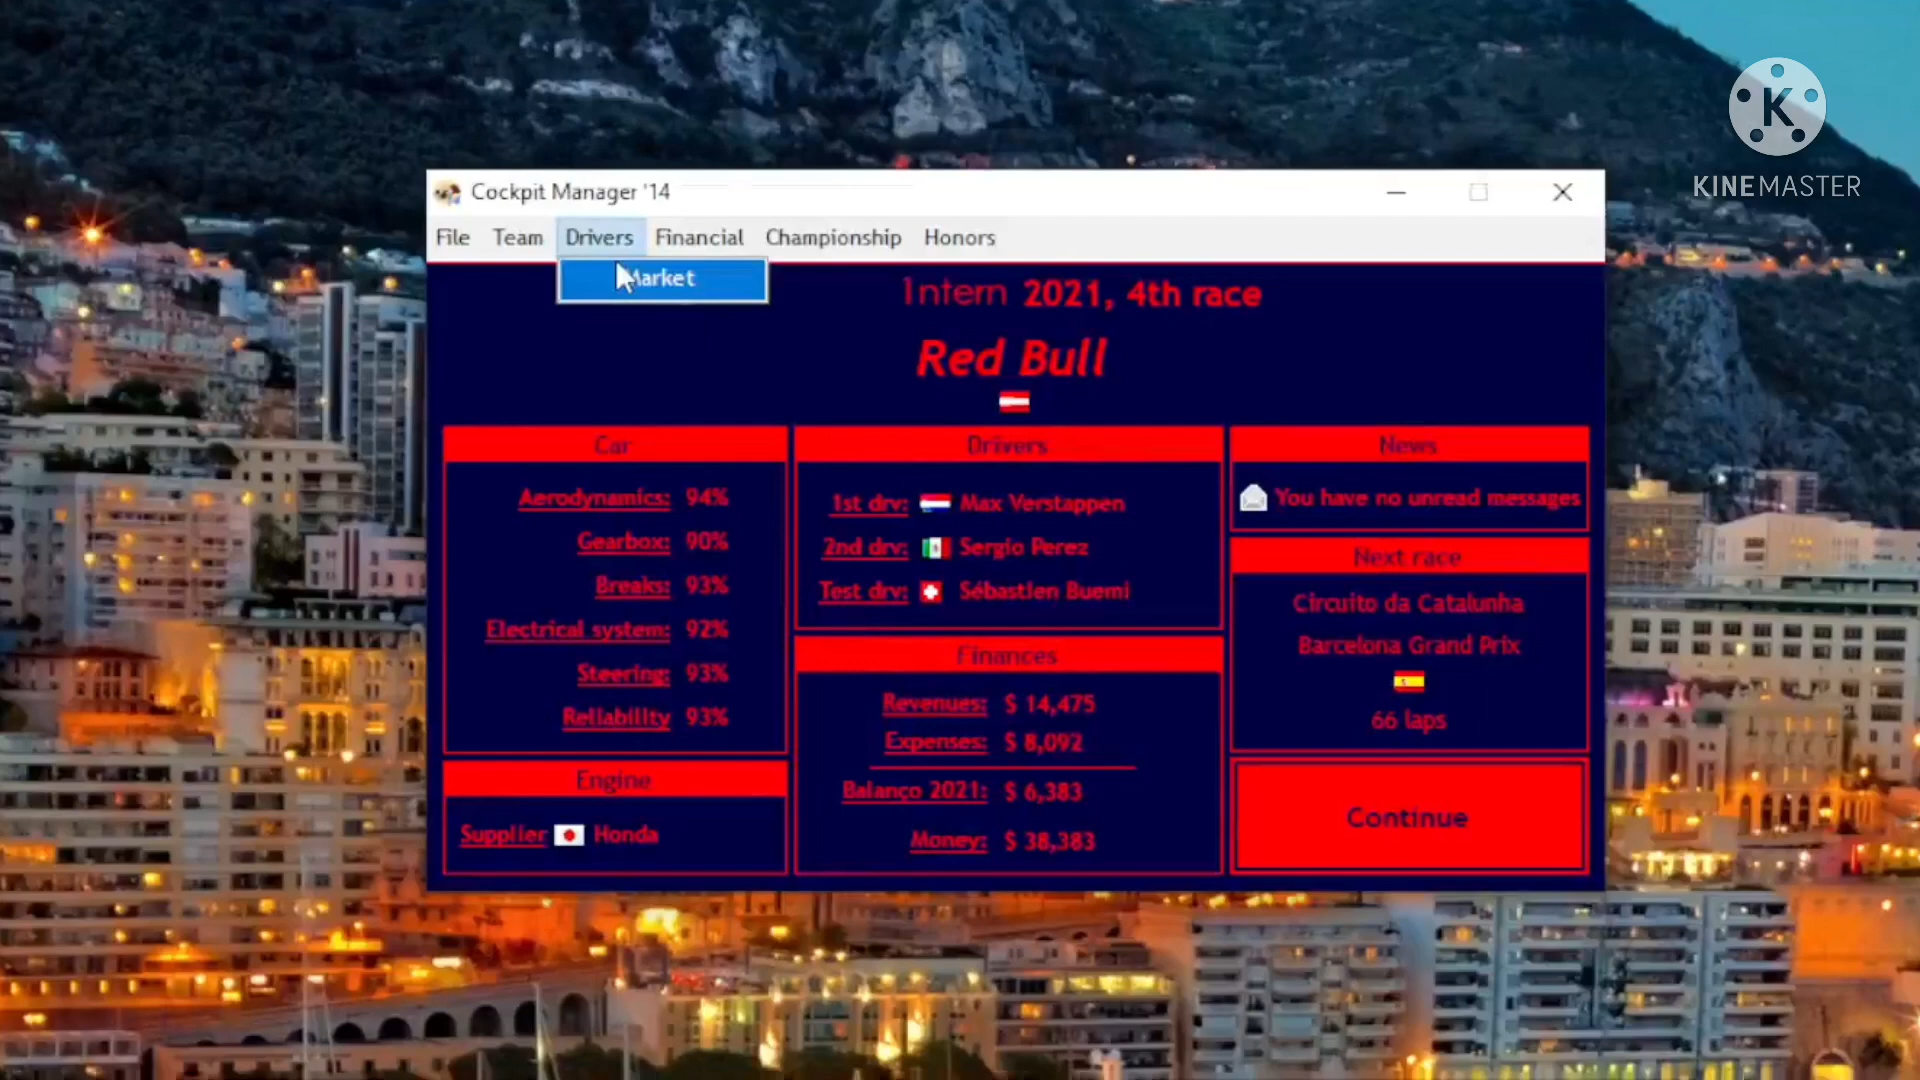 K
KINEMASTER
Cockpit Manager '14
File Team Drivers Financial Championship Honors
Market
1ntern 2021, 4th race
Red Bull
Car
Aerodynamics: 94%
Gearbox: 90%
Breaks: 93%
Electrical system: 92%
Steering: 93%
Reliability 93%
Engine
Supplier Honda
Drivers
1st drv: Max Verstappen
2nd drv: Sergio Perez
Test drv: Sébastien Buemi
Finances
Revenues: $ 14,475
Expenses: $ 8,092
Balanço 2021: $ 6,383
Money: $ 38,383
News
You have no unread messages
Next race
Circuito da Catalunha
Barcelona Grand Prix
66 laps
Continue